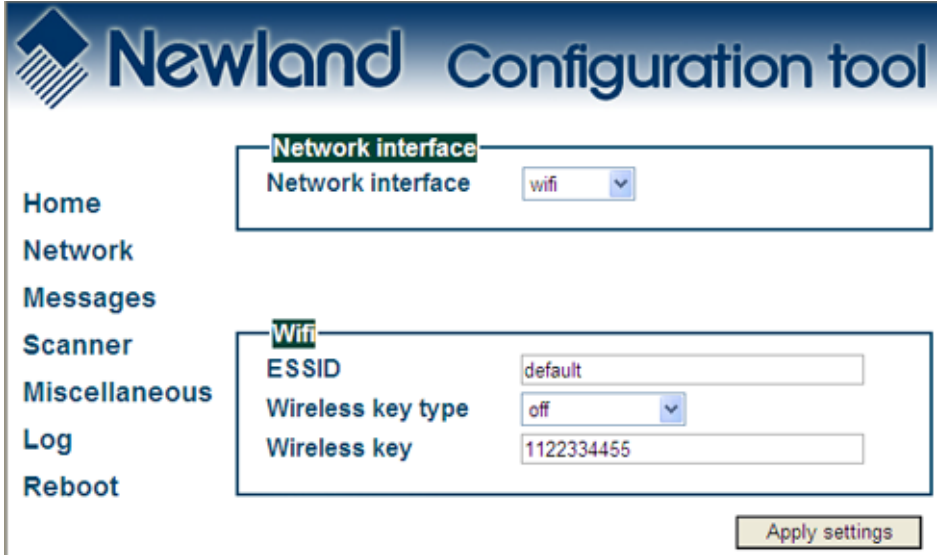 Newland Configuration tool
Home
Network
Messages
Scanner
Miscellaneous
Log
Reboot
Network interface
Network interface wifi
Wifi
ESSID default
Wireless key type off
Wireless key 1122334455
Apply settings